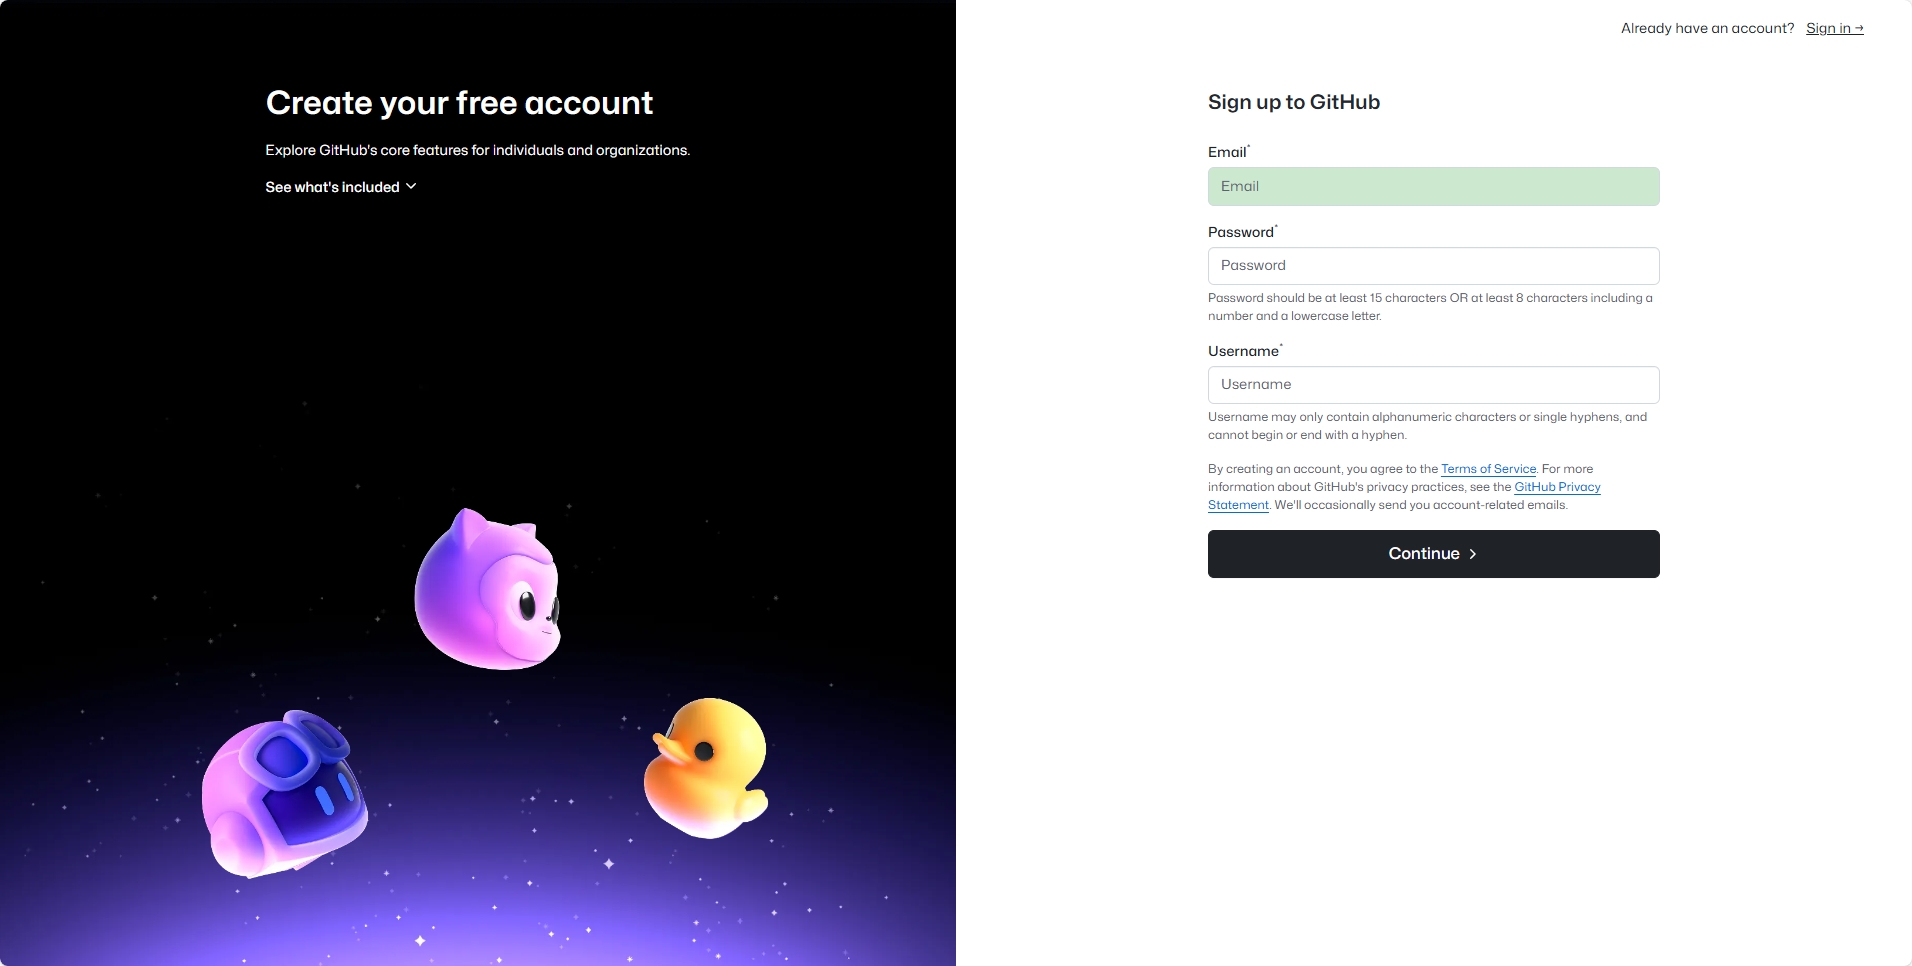 Create your free account
Explore GitHub's core features for individuals and organizations.
See what's included
Already have an account? Sign in →
Sign up to GitHub
Email*
Email
Password*
Password
Password should be at least 15 characters OR at least 8 characters including a
number and a lowercase letter.
Username*
Username
Username may only contain alphanumeric characters or single hyphens, and
cannot begin or end with a hyphen.
By creating an account, you agree to the Terms of Service. For more
information about GitHub's privacy practices, see the GitHub Privacy
Statement. We'll occasionally send you account-related emails.
Continue